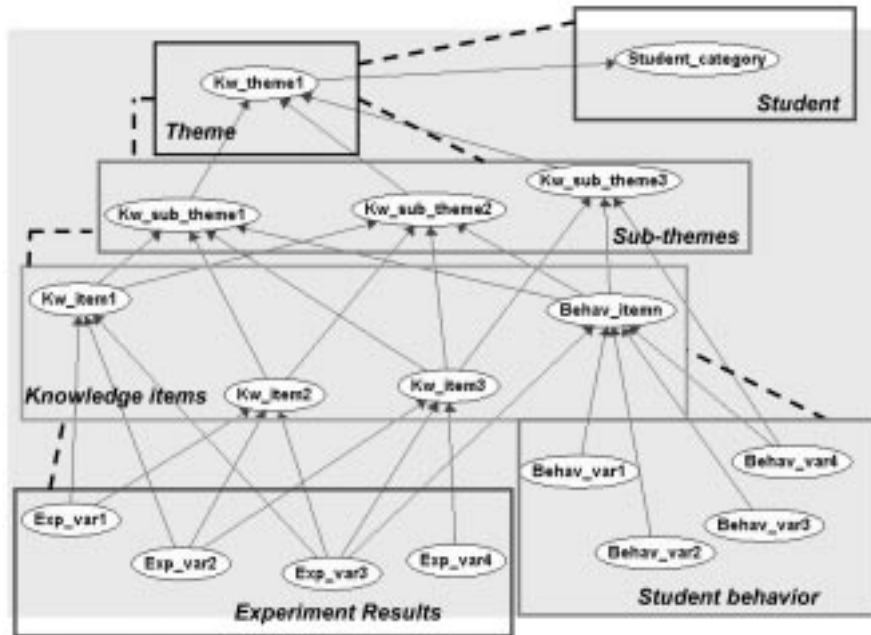 Student_category
Kw_theme1
Student
Theme
Kw_sub_theme3
Kw_sub_theme1
Kw_sub_theme2
Sub-themes
Kw_item1
Behav_itemn
Kw_item3
Knowledge items
Kw_item2
Behav_var1
Behav_var4
Exp_var1
Behav_var3
Exp_var2
Exp_var3
Exp_var4
Behav_var2
Experiment Results
Student behavior